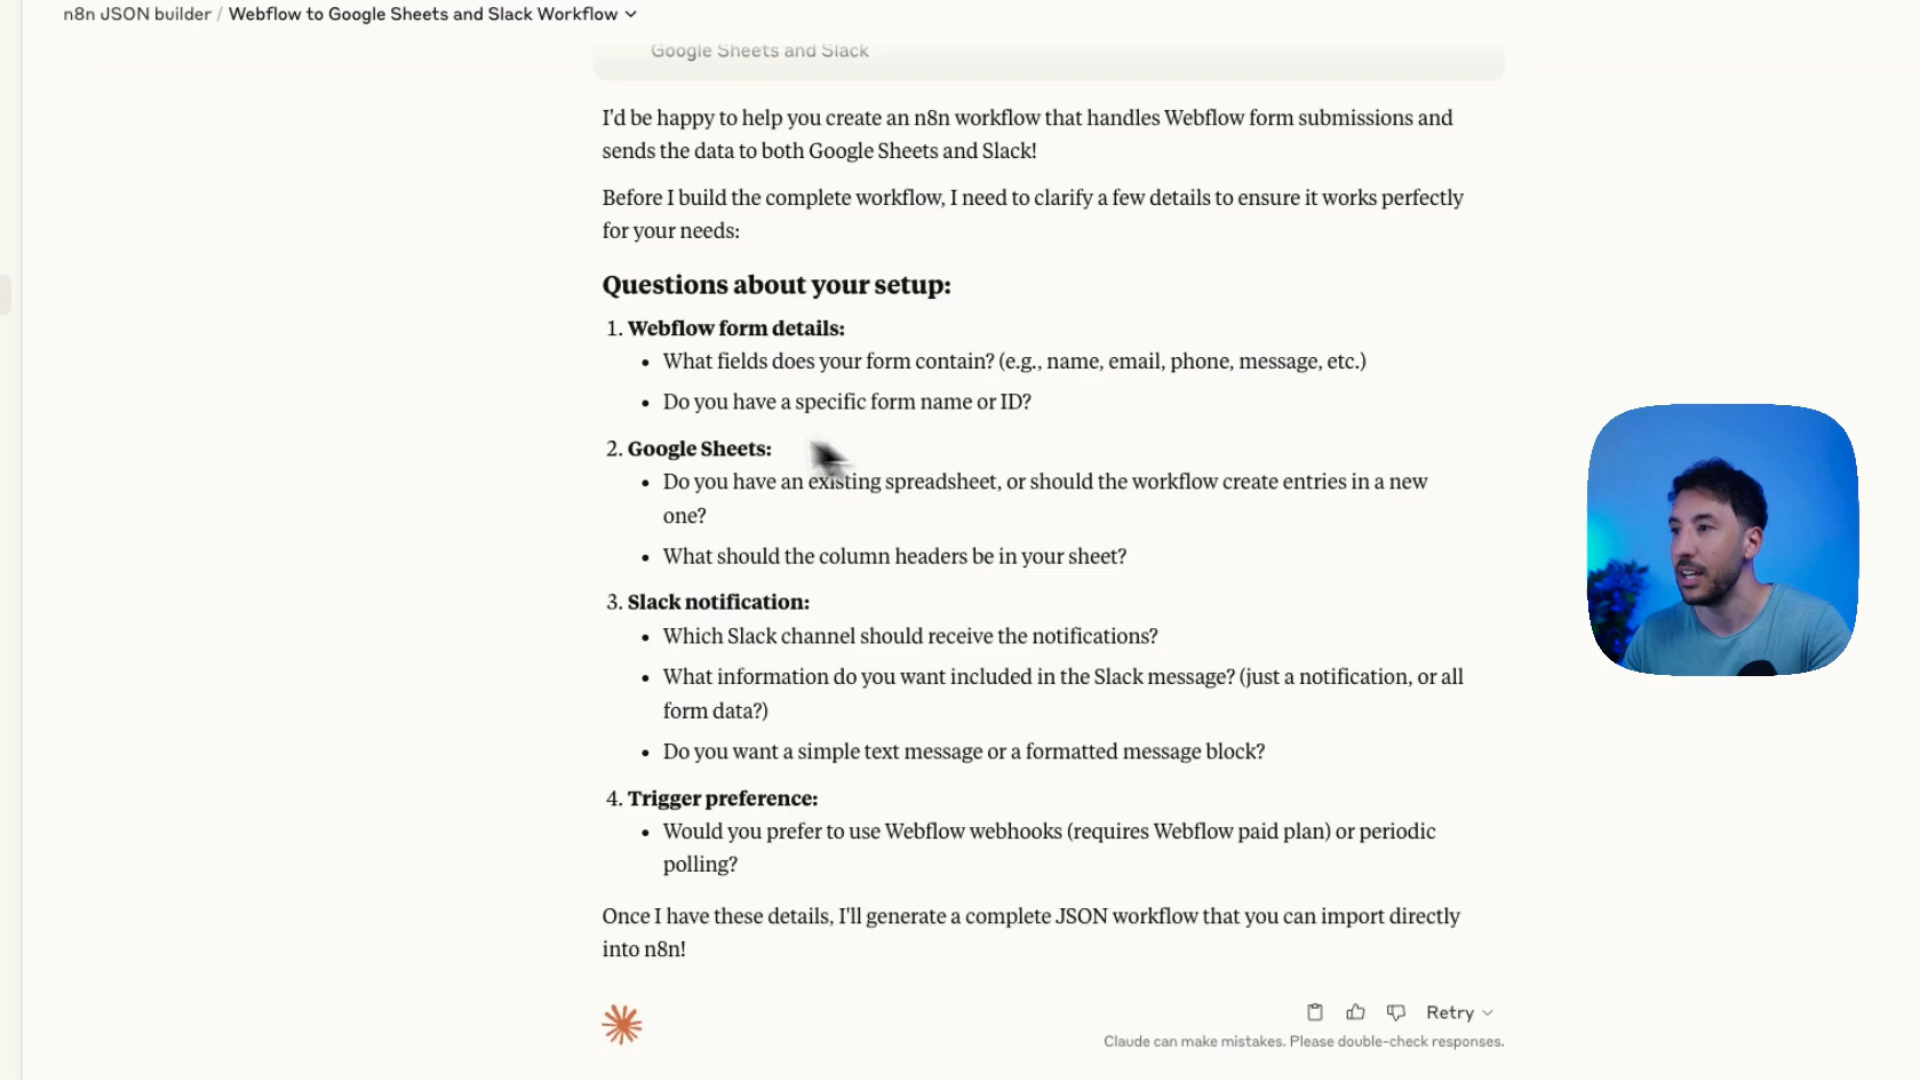 n8n JSON builder / Webflow to Google Sheets and Slack Workflow
Google Sheets and Slack
I'd be happy to help you create an n8n workflow that handles Webflow form submissions and
sends the data to both Google Sheets and Slack!
Before I build the complete workflow, I need to clarify a few details to ensure it works perfectly
for your needs:
Questions about your setup:
1. Webflow form details:
• What fields does your form contain? (e.g., name, email, phone, message, etc.)
• Do you have a specific form name or ID?
2. Google Sheets:
• Do you have an existing spreadsheet, or should the workflow create entries in a new
one?
• What should the column headers be in your sheet?
3. Slack notification:
• Which Slack channel should receive the notifications?
• What information do you want included in the Slack message? (just a notification, or all
form data?)
• Do you want a simple text message or a formatted message block?
4. Trigger preference:
• Would you prefer to use Webflow webhooks (requires Webflow paid plan) or periodic
polling?
Once I have these details, I'll generate a complete JSON workflow that you can import directly
into n8n!
Retry
Claude can make mistakes. Please double-check responses.